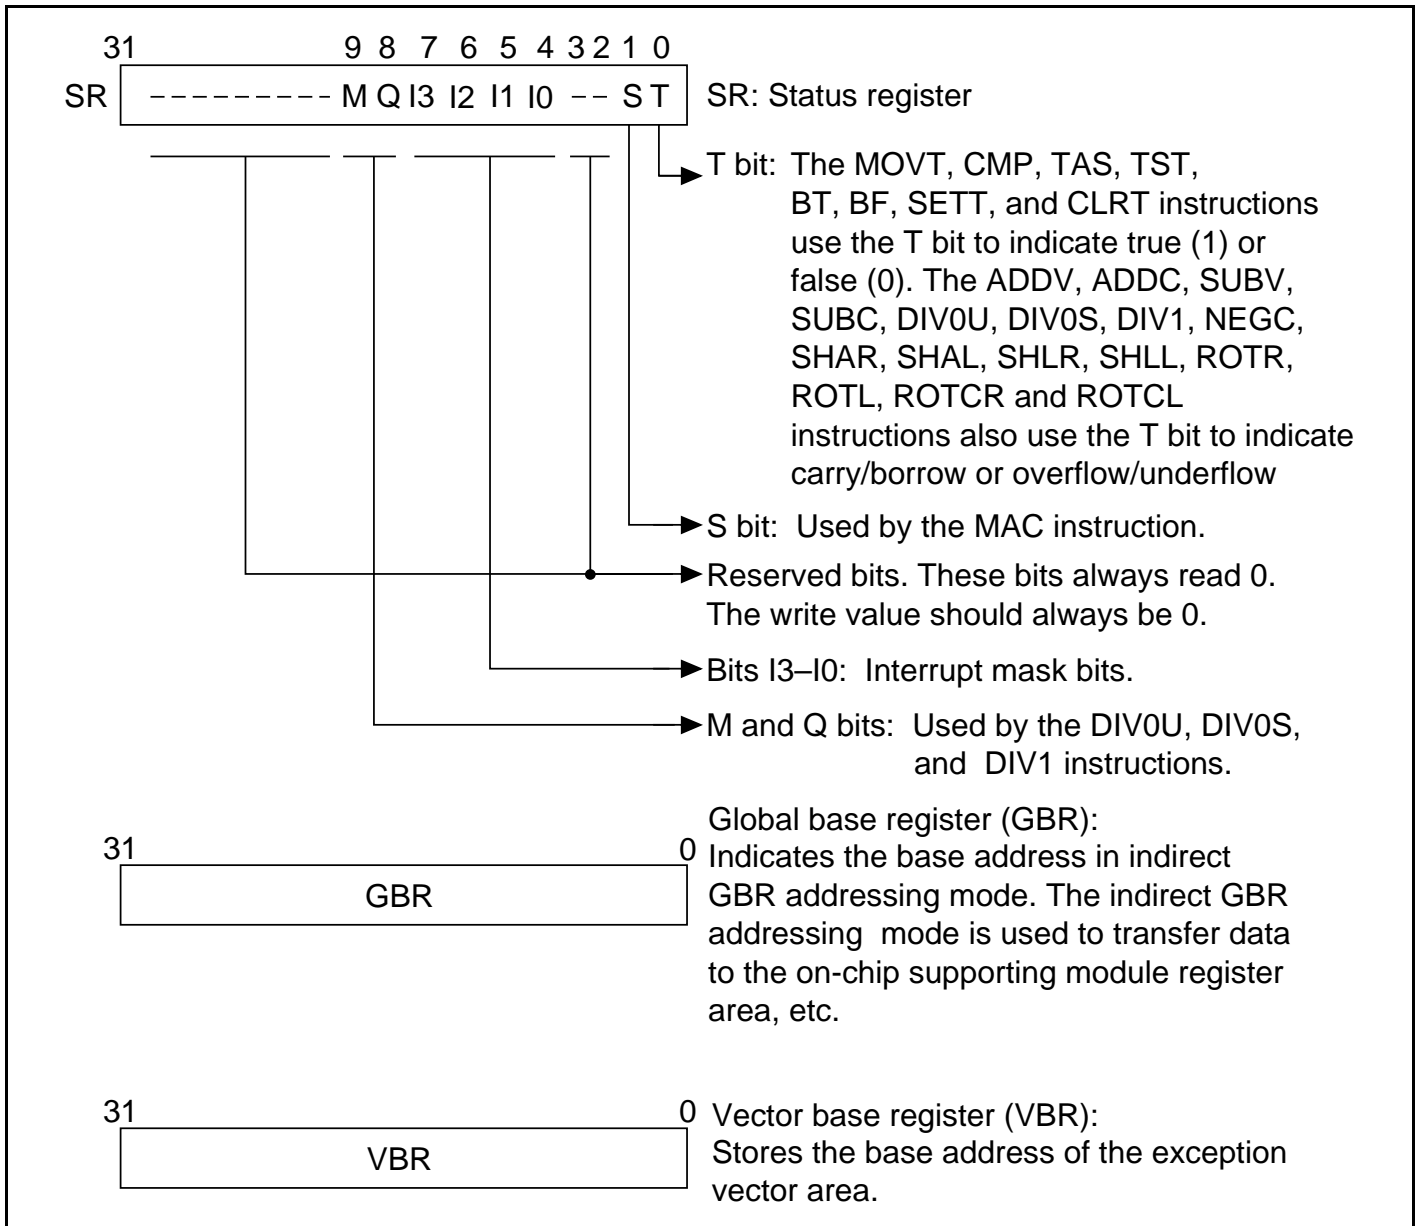 31 9 8 7 6 5 4 3 2 1 0
SR --------- M Q I3 I2 I1 I0 -- S T SR: Status register
T bit: The MOVT, CMP, TAS, TST,
BT, BF, SETT, and CLRT instructions
use the T bit to indicate true (1) or
false (0). The ADDV, ADDC, SUBV,
SUBC, DIV0U, DIV0S, DIV1, NEGC,
SHAR, SHAL, SHLR, SHLL, ROTR,
ROTL, ROTCR and ROTCL
instructions also use the T bit to indicate
carry/borrow or overflow/underflow
S bit: Used by the MAC instruction.
Reserved bits. These bits always read 0.
The write value should always be 0.
Bits I3–I0: Interrupt mask bits.
M and Q bits: Used by the DIV0U, DIV0S,
and DIV1 instructions.
Global base register (GBR):
31 0 Indicates the base address in indirect
GBR GBR addressing mode. The indirect GBR
addressing mode is used to transfer data
to the on-chip supporting module register
area, etc.
31 0 Vector base register (VBR):
VBR Stores the base address of the exception
vector area.